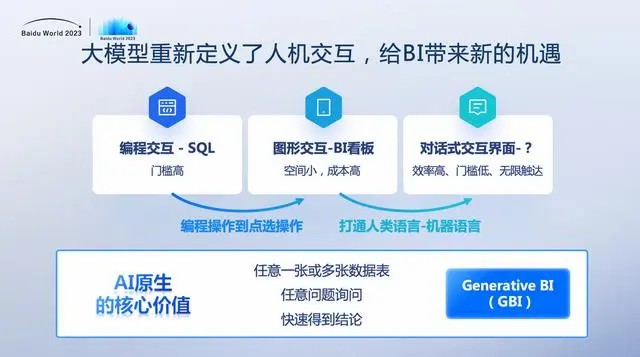 Baidu World 2023
Baidu World 2023
大模型重新定义了人机交互，给BI带来新的机遇
编程交互 - SQL
门槛高
图形交互-BI看板
空间小，成本高
对话式交互界面-？
效率高、门槛低、无限触达
编程操作到点选操作
打通人类语言-机器语言
AI原生
的核心价值
任意一张或多张数据表
任意问题询问
快速得到结论
Generative BI
（GBI）